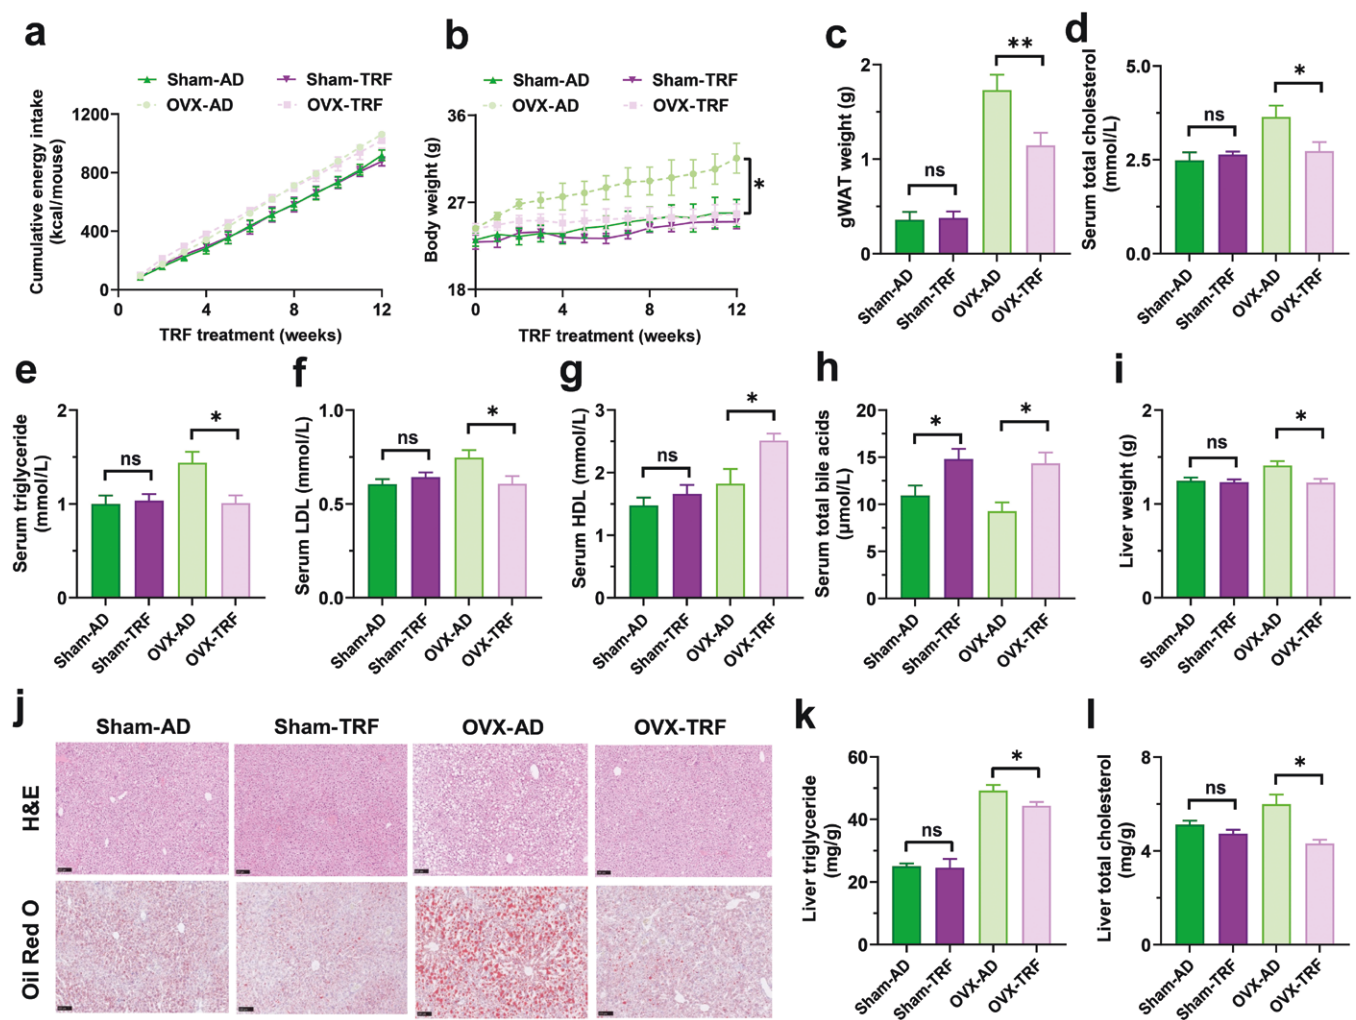 a
Sham-AD Sham-TRF
OVX-AD OVX-TRF
Cumulative energy intake
(kcal/mouse)
1200
800
400
0
0 4 8 12
TRF treatment (weeks)
b
Sham-AD Sham-TRF
OVX-AD OVX-TRF
Body weight (g)
36
27
18
*
0 4 8 12
TRF treatment (weeks)
c
gWAT weight (g)
2
1
0
ns
**
Sham-AD Sham-TRF OVX-AD OVX-TRF
d
Serum total cholesterol
(mmol/L)
5.0
2.5
0.0
ns
*
Sham-AD Sham-TRF OVX-AD OVX-TRF
e
Serum triglyceride
(mmol/L)
2
1
0
ns
*
Sham-AD Sham-TRF OVX-AD OVX-TRF
f
Serum LDL (mmol/L)
1.0
0.5
0.0
ns
*
Sham-AD Sham-TRF OVX-AD OVX-TRF
g
Serum HDL (mmol/L)
3
2
1
0
ns
*
Sham-AD Sham-TRF OVX-AD OVX-TRF
h
Serum total bile acids
(μmol/L)
20
15
10
5
0
*
*
Sham-AD Sham-TRF OVX-AD OVX-TRF
i
Liver weight (g)
2
1
0
ns
*
Sham-AD Sham-TRF OVX-AD OVX-TRF
j
Sham-AD Sham-TRF OVX-AD OVX-TRF
H&E
Oil Red O
k
Liver triglyceride
(mg/g)
60
40
20
0
ns
*
Sham-AD Sham-TRF OVX-AD OVX-TRF
l
Liver total cholesterol
(mg/g)
8
4
0
ns
*
Sham-AD Sham-TRF OVX-AD OVX-TRF